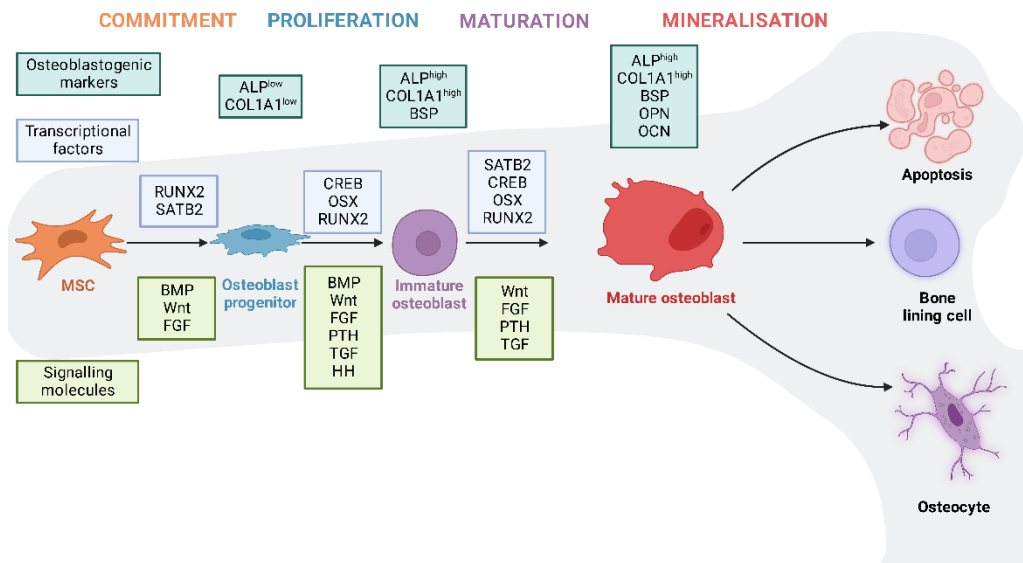 COMMITMENT PROLIFERATION MATURATION MINERALISATION
Osteoblastogenic
markers
ALPlow
COL1A1low
ALPhigh
COL1A1high
BSP
ALPhigh
COL1A1high
BSP
OPN
OCN
Transcriptional
factors
RUNX2
SATB2
CREB
OSX
RUNX2
SATB2
CREB
OSX
RUNX2
MSC
Osteoblast
progenitor
Immature
osteoblast
Mature osteoblast
Apoptosis
Bone
lining cell
Osteocyte
BMP
Wnt
FGF
BMP
Wnt
FGF
PTH
TGF
HH
Wnt
FGF
PTH
TGF
Signalling
molecules